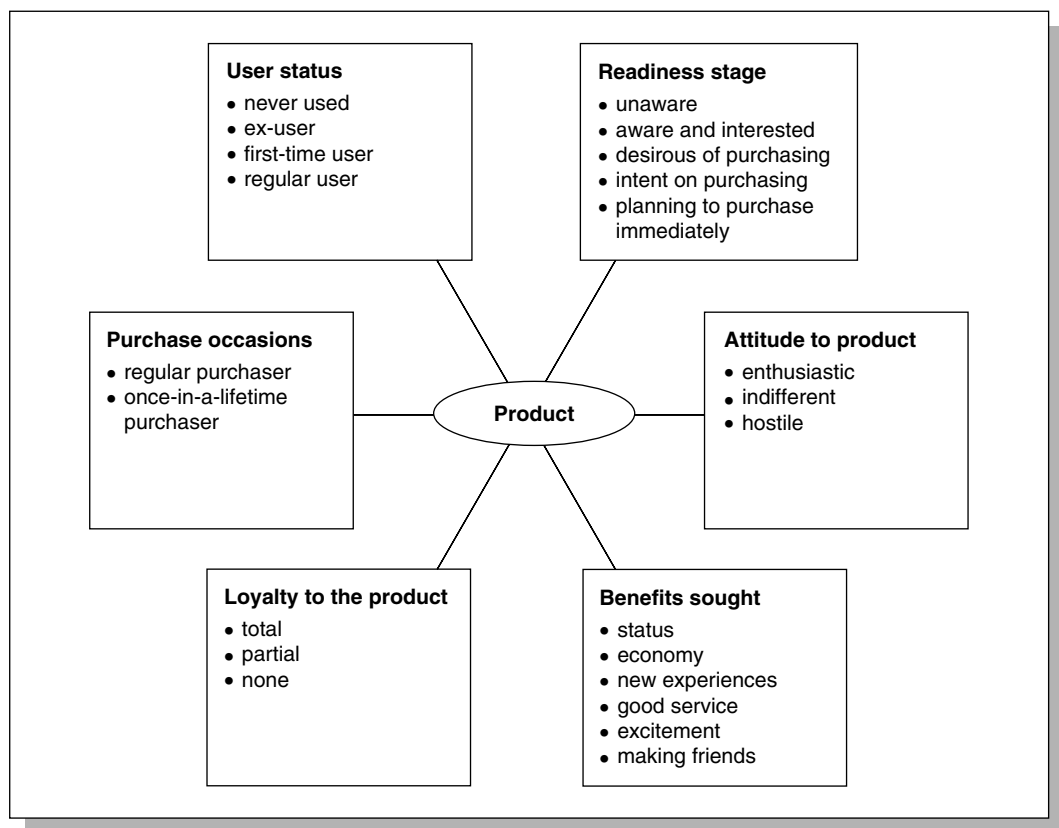 User status
• never used
• ex-user
• first-time user
• regular user
Readiness stage
• unaware
• aware and interested
• desirous of purchasing
• intent on purchasing
• planning to purchase
immediately
Purchase occasions
• regular purchaser
• once-in-a-lifetime
purchaser
Product
Attitude to product
• enthusiastic
• indifferent
• hostile
Loyalty to the product
• total
• partial
• none
Benefits sought
• status
• economy
• new experiences
• good service
• excitement
• making friends